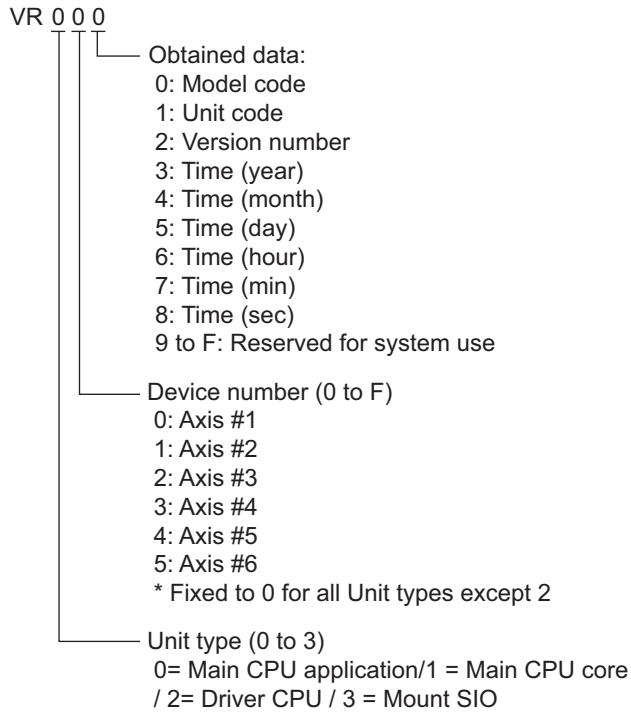 VR 0 0 0
Obtained data:
0: Model code
1: Unit code
2: Version number
3: Time (year)
4: Time (month)
5: Time (day)
6: Time (hour)
7: Time (min)
8: Time (sec)
9 to F: Reserved for system use
Device number (0 to F)
0: Axis #1
1: Axis #2
2: Axis #3
3: Axis #4
4: Axis #5
5: Axis #6
* Fixed to 0 for all Unit types except 2
Unit type (0 to 3)
0= Main CPU application/1 = Main CPU core
/ 2= Driver CPU / 3 = Mount SIO